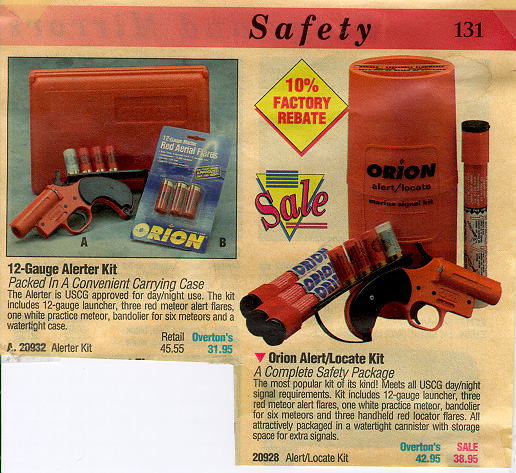 Safety 131
10%
FACTORY
REBATE
Sale
12-Gauge Marine
Red Aerial Flares
ORION
A B
ORION
alert/locate
marine signal kit
12-Gauge Alerter Kit
Packed In A Convenient Carrying Case
The Alerter is USCG approved for day/night use. The kit
includes 12-gauge launcher, three red meteor alert flares,
one white practice meteor, bandolier for six meteors and a
watertight case.
Retail Overton's
A. 20932 Alerter Kit 45.55 31.95
▼ Orion Alert/Locate Kit
A Complete Safety Package
The most popular kit of its kind! Meets all USCG day/night
signal requirements. Kit includes 12-gauge launcher, three
red meteor alert flares, one white practice meteor, bandolier
for six meteors and three handheld red locator flares. All
attractively packaged in a watertight cannister with storage
space for extra signals.
Overton's SALE
20928 Alert/Locate Kit 42.95 38.95